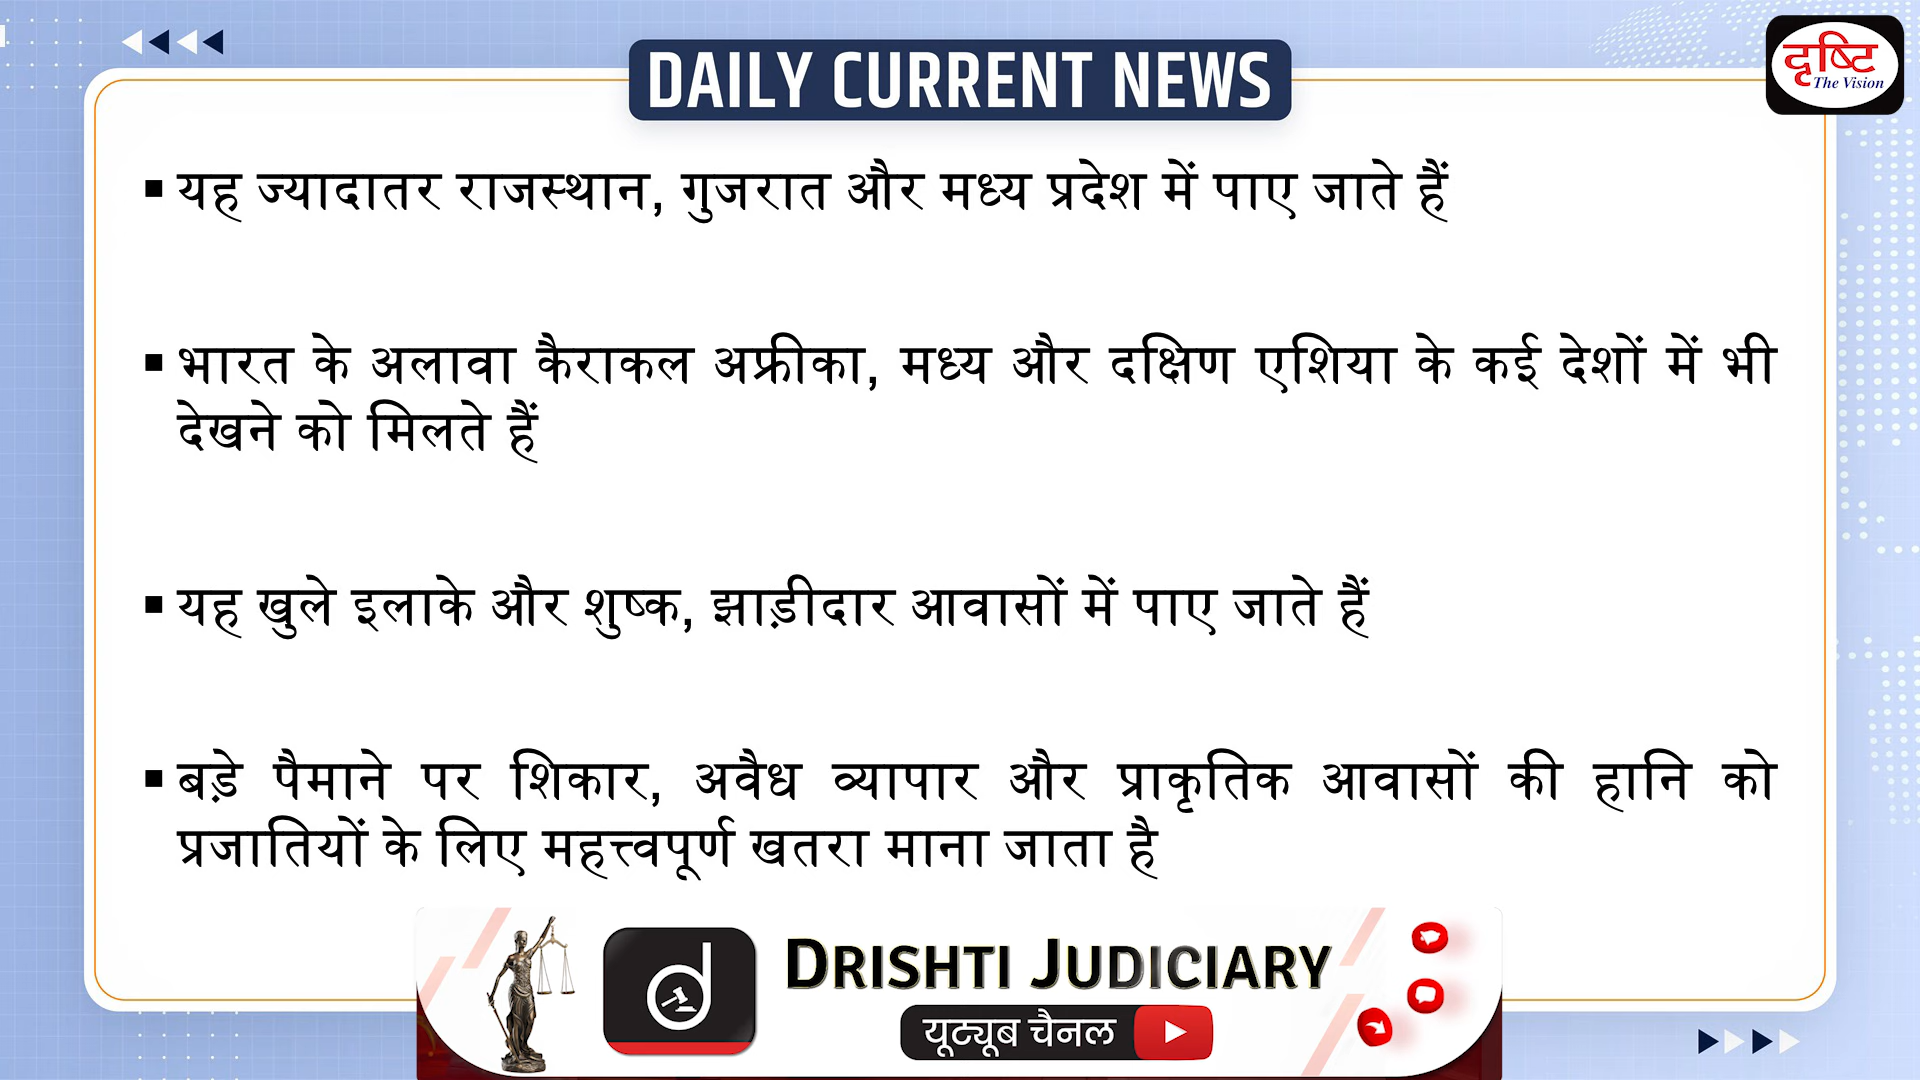 DAILY CURRENT NEWS
दृष्टि
The Vision
▪ यह ज्यादातर राजस्थान, गुजरात और मध्य प्रदेश में पाए जाते हैं
▪ भारत के अलावा कैराकल अफ्रीका, मध्य और दक्षिण एशिया के कई देशों में भी
देखने को मिलते हैं
▪ यह खुले इलाके और शुष्क, झाड़ीदार आवासों में पाए जाते हैं
▪ बड़े पैमाने पर शिकार, अवैध व्यापार और प्राकृतिक आवासों की हानि को
प्रजातियों के लिए महत्त्वपूर्ण खतरा माना जाता है
DRISHTI JUDICIARY
यूट्यूब चैनल